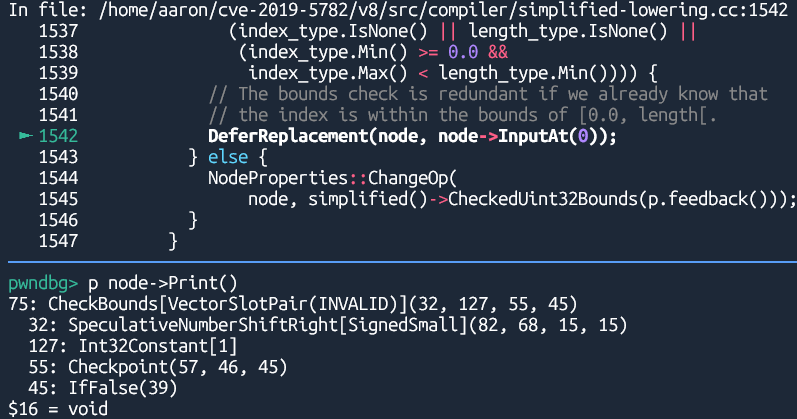 In file: /home/aaron/cve-2019-5782/v8/src/compiler/simplified-lowering.cc:1542
1537 (index_type.IsNone() || length_type.IsNone() ||
1538 (index_type.Min() >= 0.0 &&
1539 index_type.Max() < length_type.Min()))) {
1540 // The bounds check is redundant if we already know that
1541 // the index is within the bounds of [0.0, length[.
► 1542 DeferReplacement(node, node->InputAt(0));
1543 } else {
1544 NodeProperties::ChangeOp(
1545 node, simplified()->CheckedUint32Bounds(p.feedback()));
1546 }
1547 }
pwndbg> p node->Print()
75: CheckBounds[VectorSlotPair(INVALID)](32, 127, 55, 45)
32: SpeculativeNumberShiftRight[SignedSmall](82, 68, 15, 15)
127: Int32Constant[1]
55: Checkpoint(57, 46, 45)
45: IfFalse(39)
$16 = void